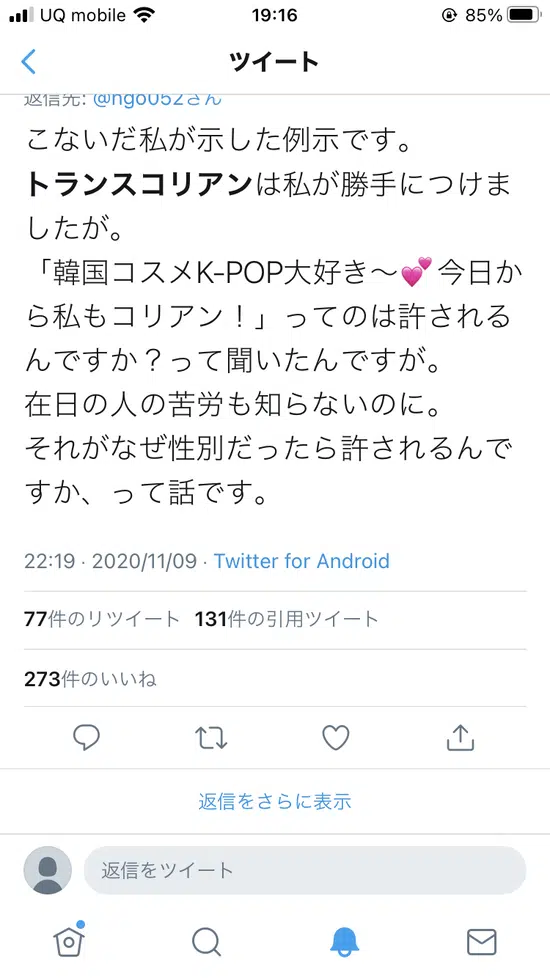 UQ mobile 19:16 85%
ツイート
返信先: @ngo052さん
こないだ私が示した例示です。
トランスコリアンは私が勝手につけま
したが。
「韓国コスメK-POP大好き〜💕今日か
ら私もコリアン！」ってのは許される
んですか？って聞いたんですが。
在日の人の苦労も知らないのに。
それがなぜ性別だったら許されるんで
すか、って話です。
22:19 · 2020/11/09 · Twitter for Android
77件のリツイート 131件の引用ツイート
273件のいいね
返信をさらに表示
返信をツイート